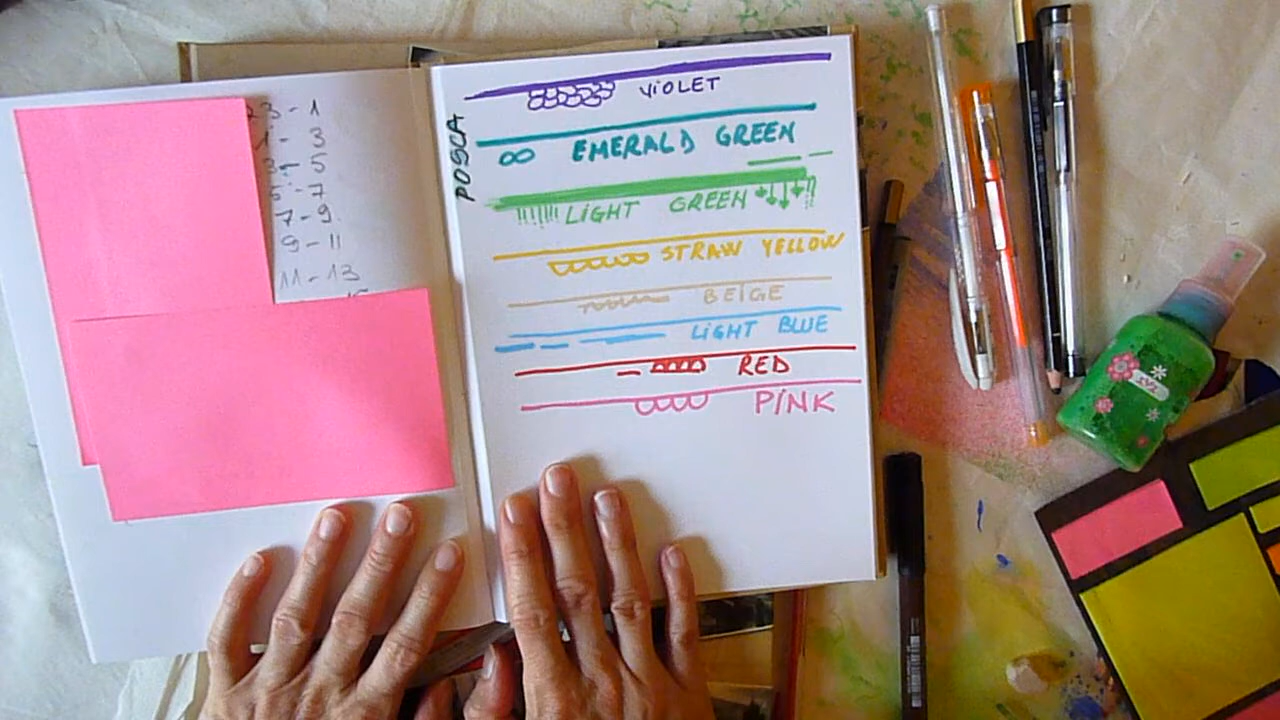 3 - 1
1 - 3
3 - 5
5 - 7
7 - 9
9 - 11
11 - 13
POSCA
VIOLET
EMERALD GREEN
LIGHT GREEN
STRAW YELLOW
BEIGE
LIGHT BLUE
RED
PINK